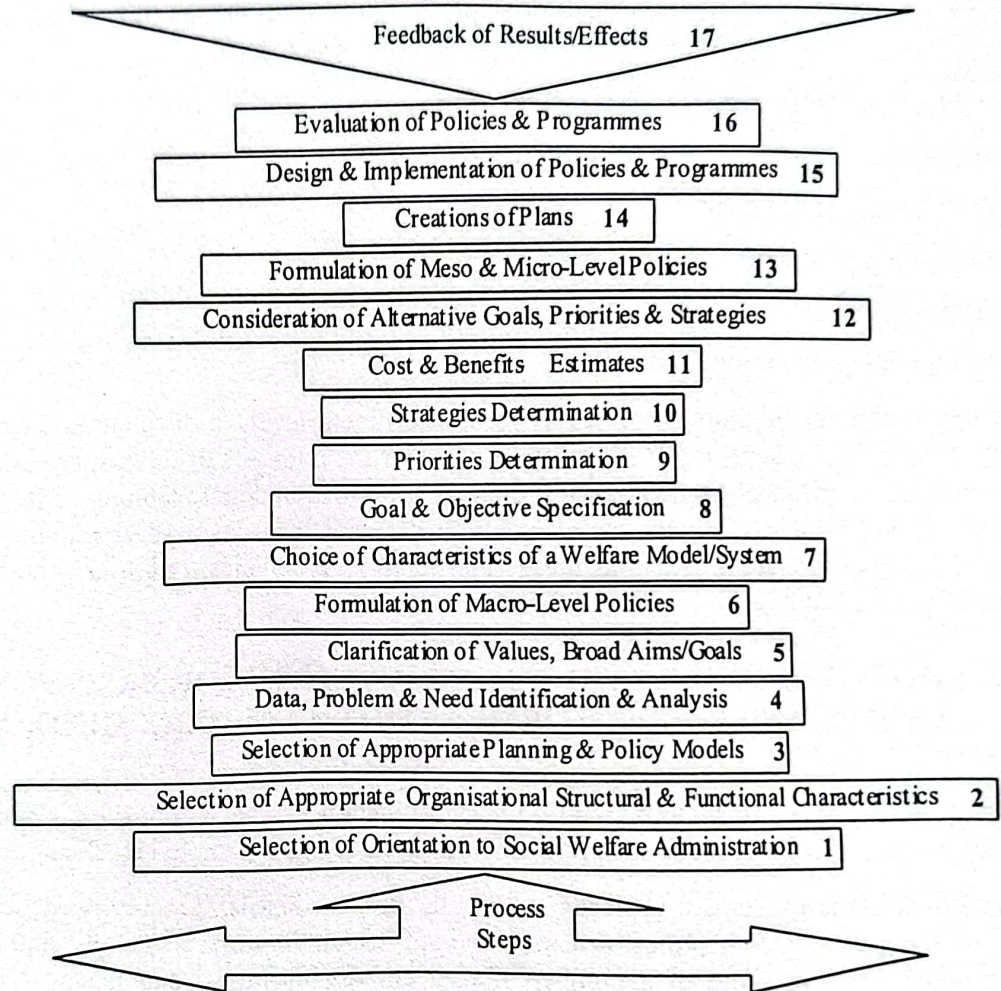 Feedback of Results/Effects 17
Evaluation of Policies & Programmes 16
Design & Implementation of Policies & Programmes 15
Creations of Plans 14
Formulation of Meso & Micro-Level Policies 13
Consideration of Alternative Goals, Priorities & Strategies 12
Cost & Benefits Estimates 11
Strategies Determination 10
Priorities Determination 9
Goal & Objective Specification 8
Choice of Characteristics of a Welfare Model/System 7
Formulation of Macro-Level Policies 6
Clarification of Values, Broad Aims/Goals 5
Data, Problem & Need Identification & Analysis 4
Selection of Appropriate Planning & Policy Models 3
Selection of Appropriate Organisational Structural & Functional Characteristics 2
Selection of Orientation to Social Welfare Administration 1
Process
Steps